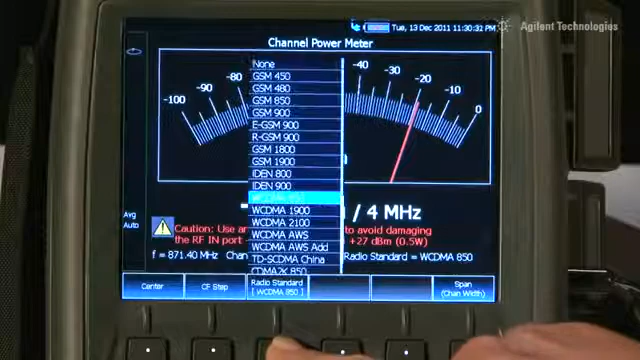 Tue, 13 Dec 2011 11:30:32 PM
Agilent Technologies
Channel Power Meter
-100
-90
-80
-40
-30
-20
-10
0
None
GSM 450
GSM 480
GSM 850
GSM 900
E-GSM 900
R-GSM 900
GSM 1800
GSM 1900
IDEN 800
IDEN 900
WCDMA 1900
WCDMA 2100
WCDMA AWS
WCDMA AWS Add
TD-SCDMA China
CDMA2K 850
/ 4 MHz
Avg
Auto
Caution: Use to avoid damaging
the RF IN port +27 dBm (0.5W)
f = 871.40 MHz Radio Standard = WCDMA 850
Center
CF Step
Radio Standard
[ WCDMA 850 ]
Span
(Chan Width)